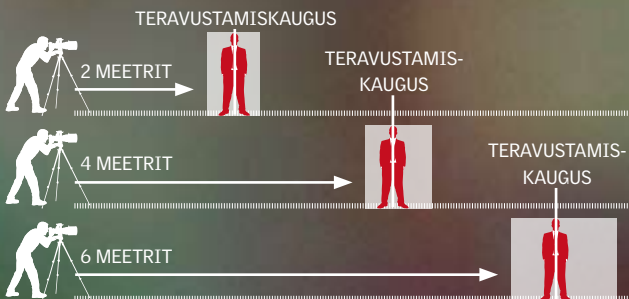 TERAVUSTAMISKAUGUS
2 MEETRIT
TERAVUSTAMIS-
KAUGUS
4 MEETRIT
TERAVUSTAMIS-
KAUGUS
6 MEETRIT